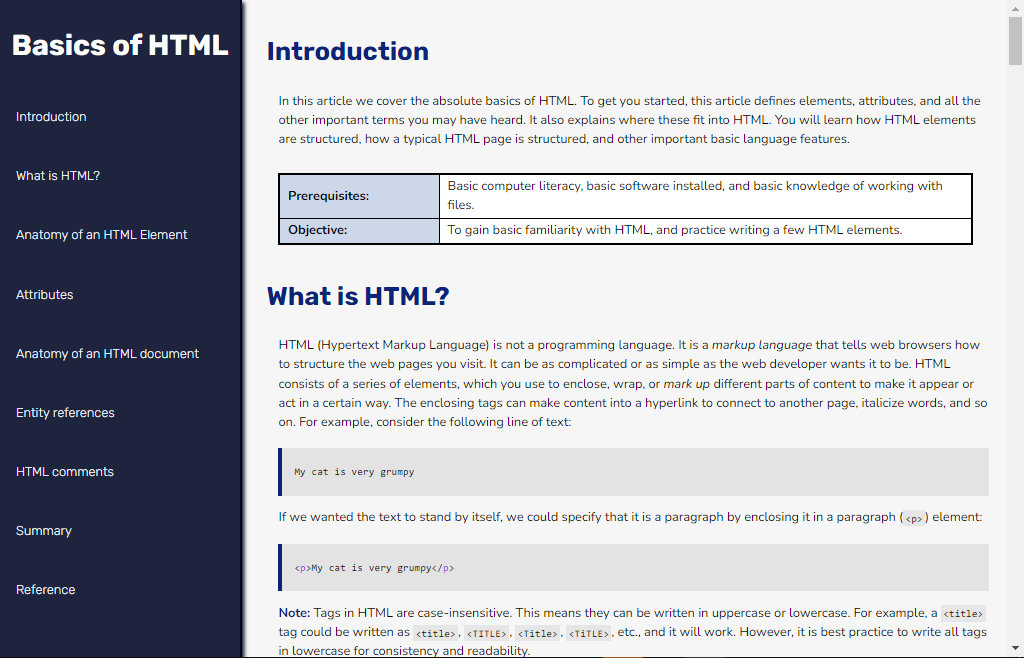 Basics of HTML
Introduction
What is HTML?
Anatomy of an HTML Element
Attributes
Anatomy of an HTML document
Entity references
HTML comments
Summary
Reference
Introduction
In this article we cover the absolute basics of HTML. To get you started, this article defines elements, attributes, and all the
other important terms you may have heard. It also explains where these fit into HTML. You will learn how HTML elements
are structured, how a typical HTML page is structured, and other important basic language features.
Prerequisites:
Basic computer literacy, basic software installed, and basic knowledge of working with
files.
Objective:
To gain basic familiarity with HTML, and practice writing a few HTML elements.
What is HTML?
HTML (Hypertext Markup Language) is not a programming language. It is a markup language that tells web browsers how
to structure the web pages you visit. It can be as complicated or as simple as the web developer wants it to be. HTML
consists of a series of elements, which you use to enclose, wrap, or mark up different parts of content to make it appear or
act in a certain way. The enclosing tags can make content into a hyperlink to connect to another page, italicize words, and so
on. For example, consider the following line of text:
My cat is very grumpy
If we wanted the text to stand by itself, we could specify that it is a paragraph by enclosing it in a paragraph (<p>) element:
<p>My cat is very grumpy</p>
Note: Tags in HTML are case-insensitive. This means they can be written in uppercase or lowercase. For example, a <title>
tag could be written as <title>, <TITLE>, <Title>, <TiTLE>, etc., and it will work. However, it is best practice to write all tags
in lowercase for consistency and readability.